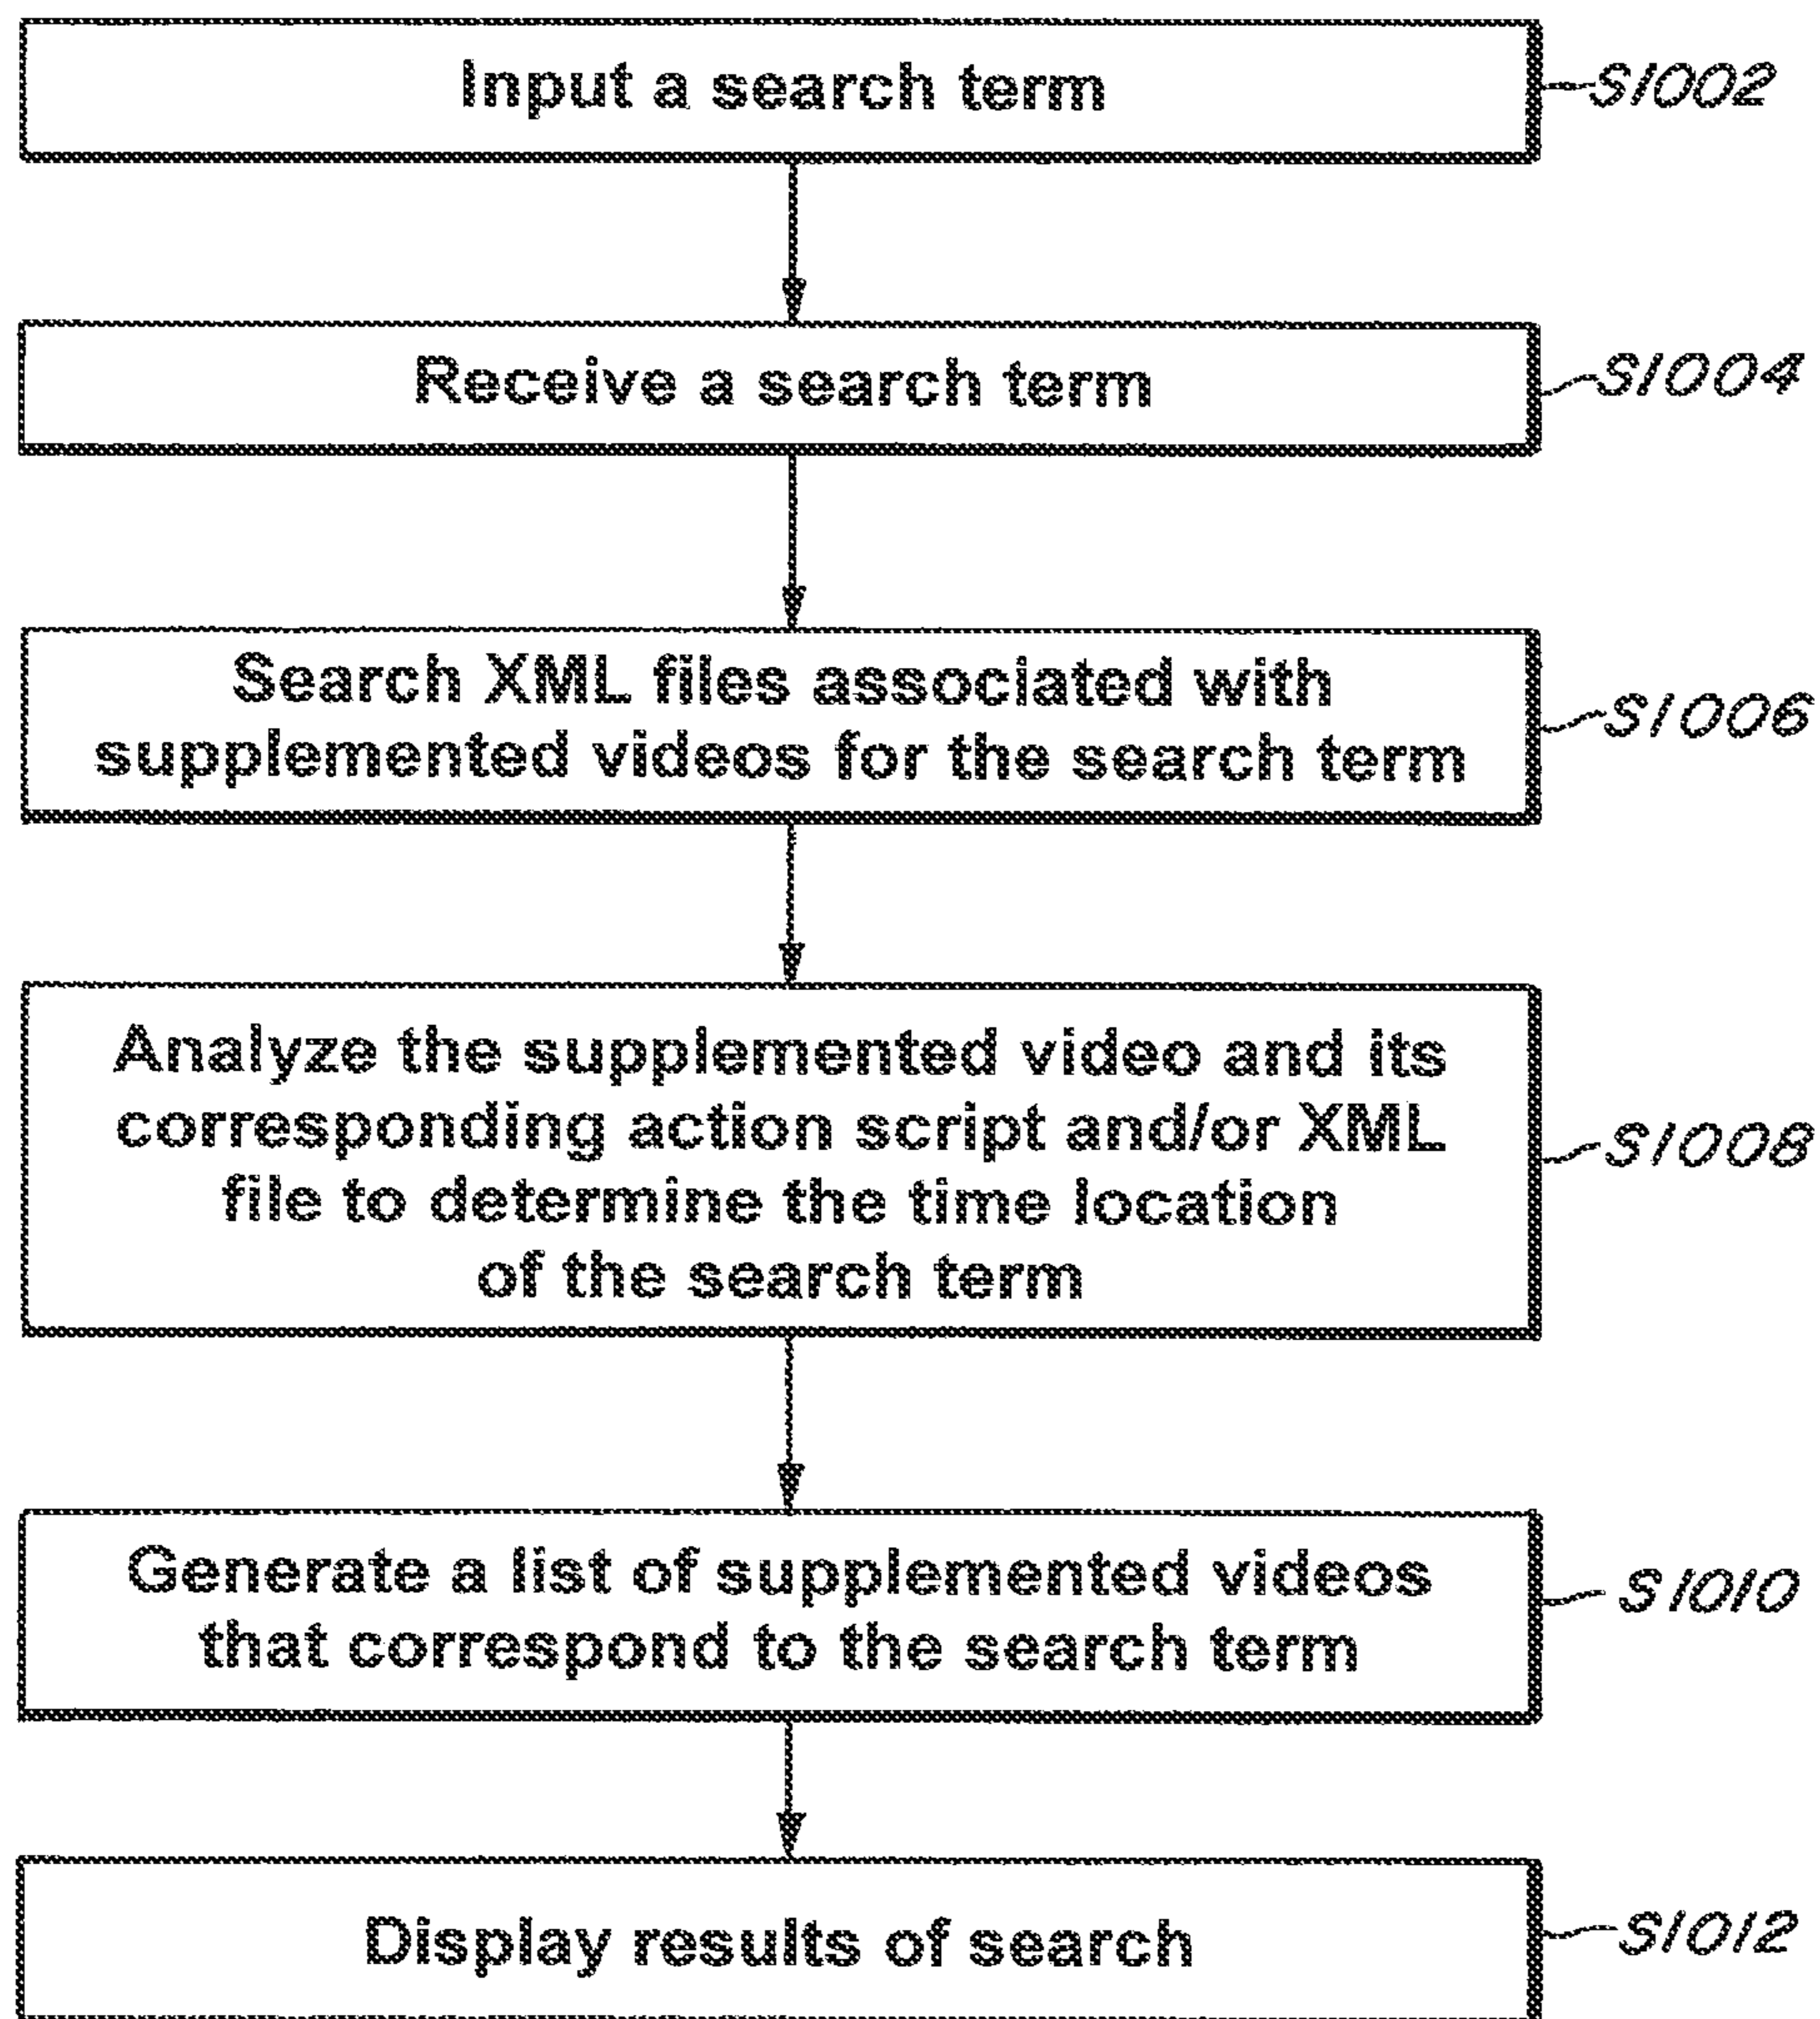 Input a search term
S1002
Receive a search term
S1004
Search XML files associated with
supplemented videos for the search term
S1006
Analyze the supplemented video and its
corresponding action script and/or XML
file to determine the time location
of the search term
S1008
Generate a list of supplemented videos
that correspond to the search term
S1010
Display results of search
S1012